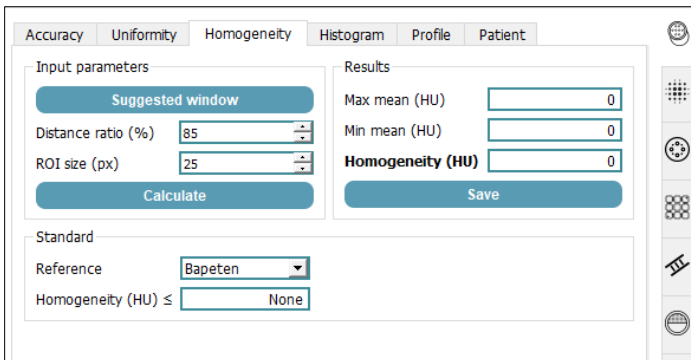 Accuracy Uniformity Homogeneity Histogram Profile Patient
Input parameters
Suggested window
Distance ratio (%) 85
ROI size (px) 25
Calculate
Results
Max mean (HU) 0
Min mean (HU) 0
Homogeneity (HU) 0
Save
Standard
Reference Bapeten
Homogeneity (HU) ≤ None